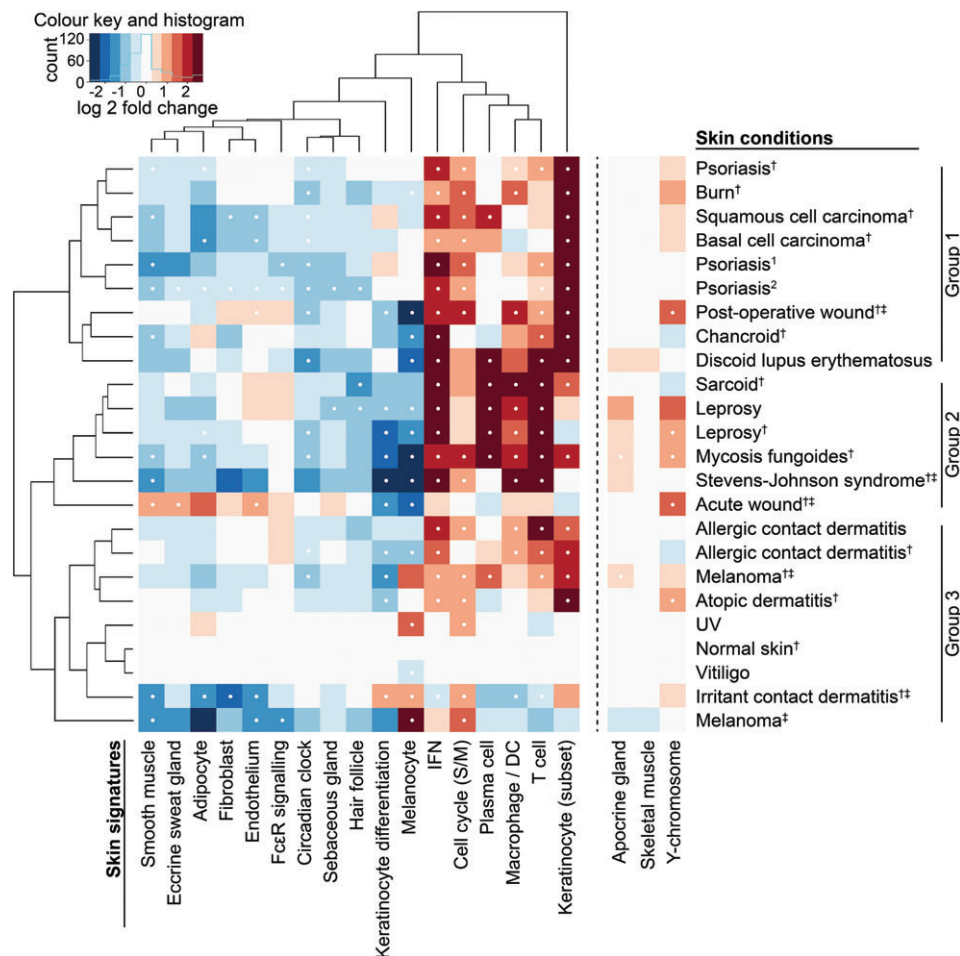 Colour key and histogram
count
120
60
0
-2 -1 0 1 2
log 2 fold change
Skin conditions
Psoriasis†
Burn†
Squamous cell carcinoma†
Basal cell carcinoma†
Psoriasis¹
Psoriasis²
Post-operative wound†‡
Chancroid†
Discoid lupus erythematosus
Group 1
Sarcoid†
Leprosy
Leprosy†
Mycosis fungoides†
Stevens-Johnson syndrome†‡
Acute wound†‡
Group 2
Allergic contact dermatitis
Allergic contact dermatitis†
Melanoma†‡
Atopic dermatitis†
UV
Normal skin†
Vitiligo
Irritant contact dermatitis†‡
Melanoma‡
Group 3
Skin signatures
Smooth muscle
Eccrine sweat gland
Adipocyte
Fibroblast
Endothelium
FcεR signalling
Circadian clock
Sebaceous gland
Hair follicle
Keratinocyte differentiation
Melanocyte
IFN
Cell cycle (S/M)
Plasma cell
Macrophage / DC
T cell
Keratinocyte (subset)
Apocrine gland
Skeletal muscle
Y-chromosome